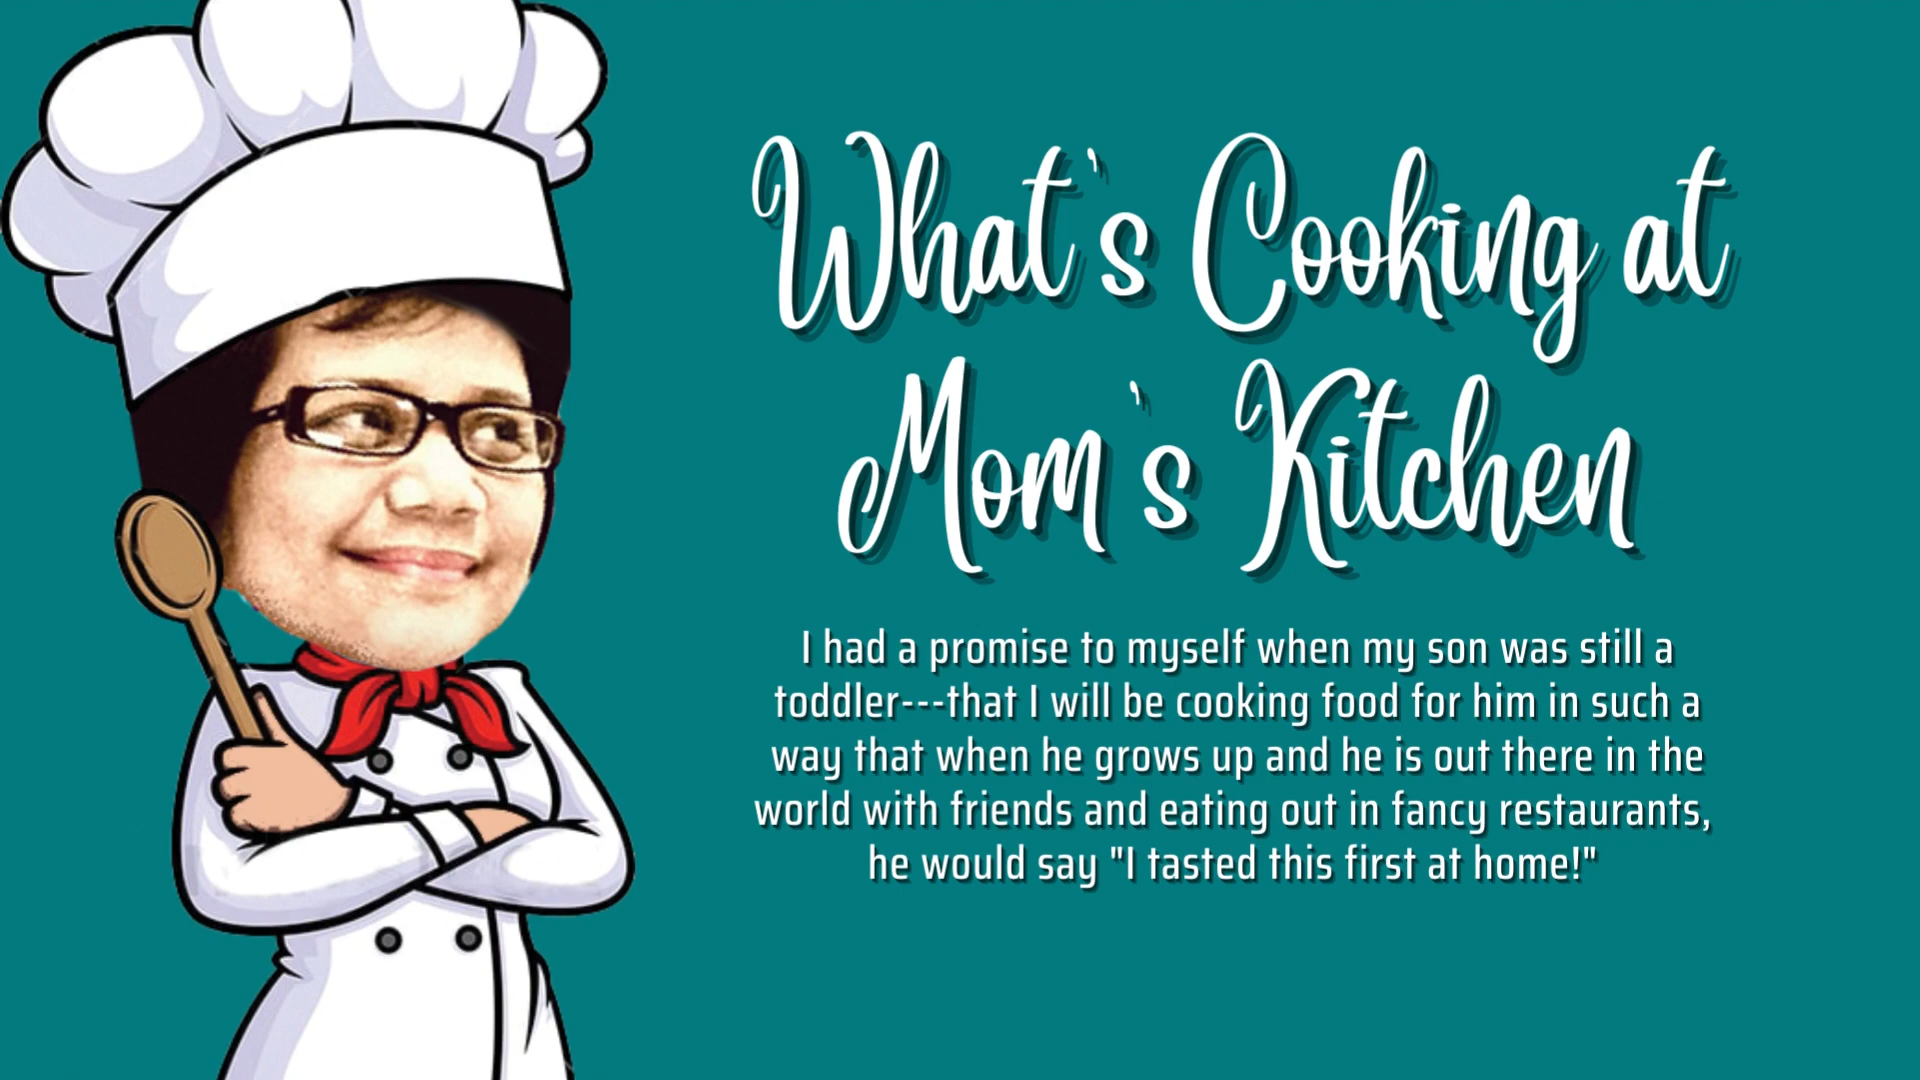 What's Cooking at
Mom's Kitchen
I had a promise to myself when my son was still a
toddler---that I will be cooking food for him in such a
way that when he grows up and he is out there in the
world with friends and eating out in fancy restaurants,
he would say "I tasted this first at home!"